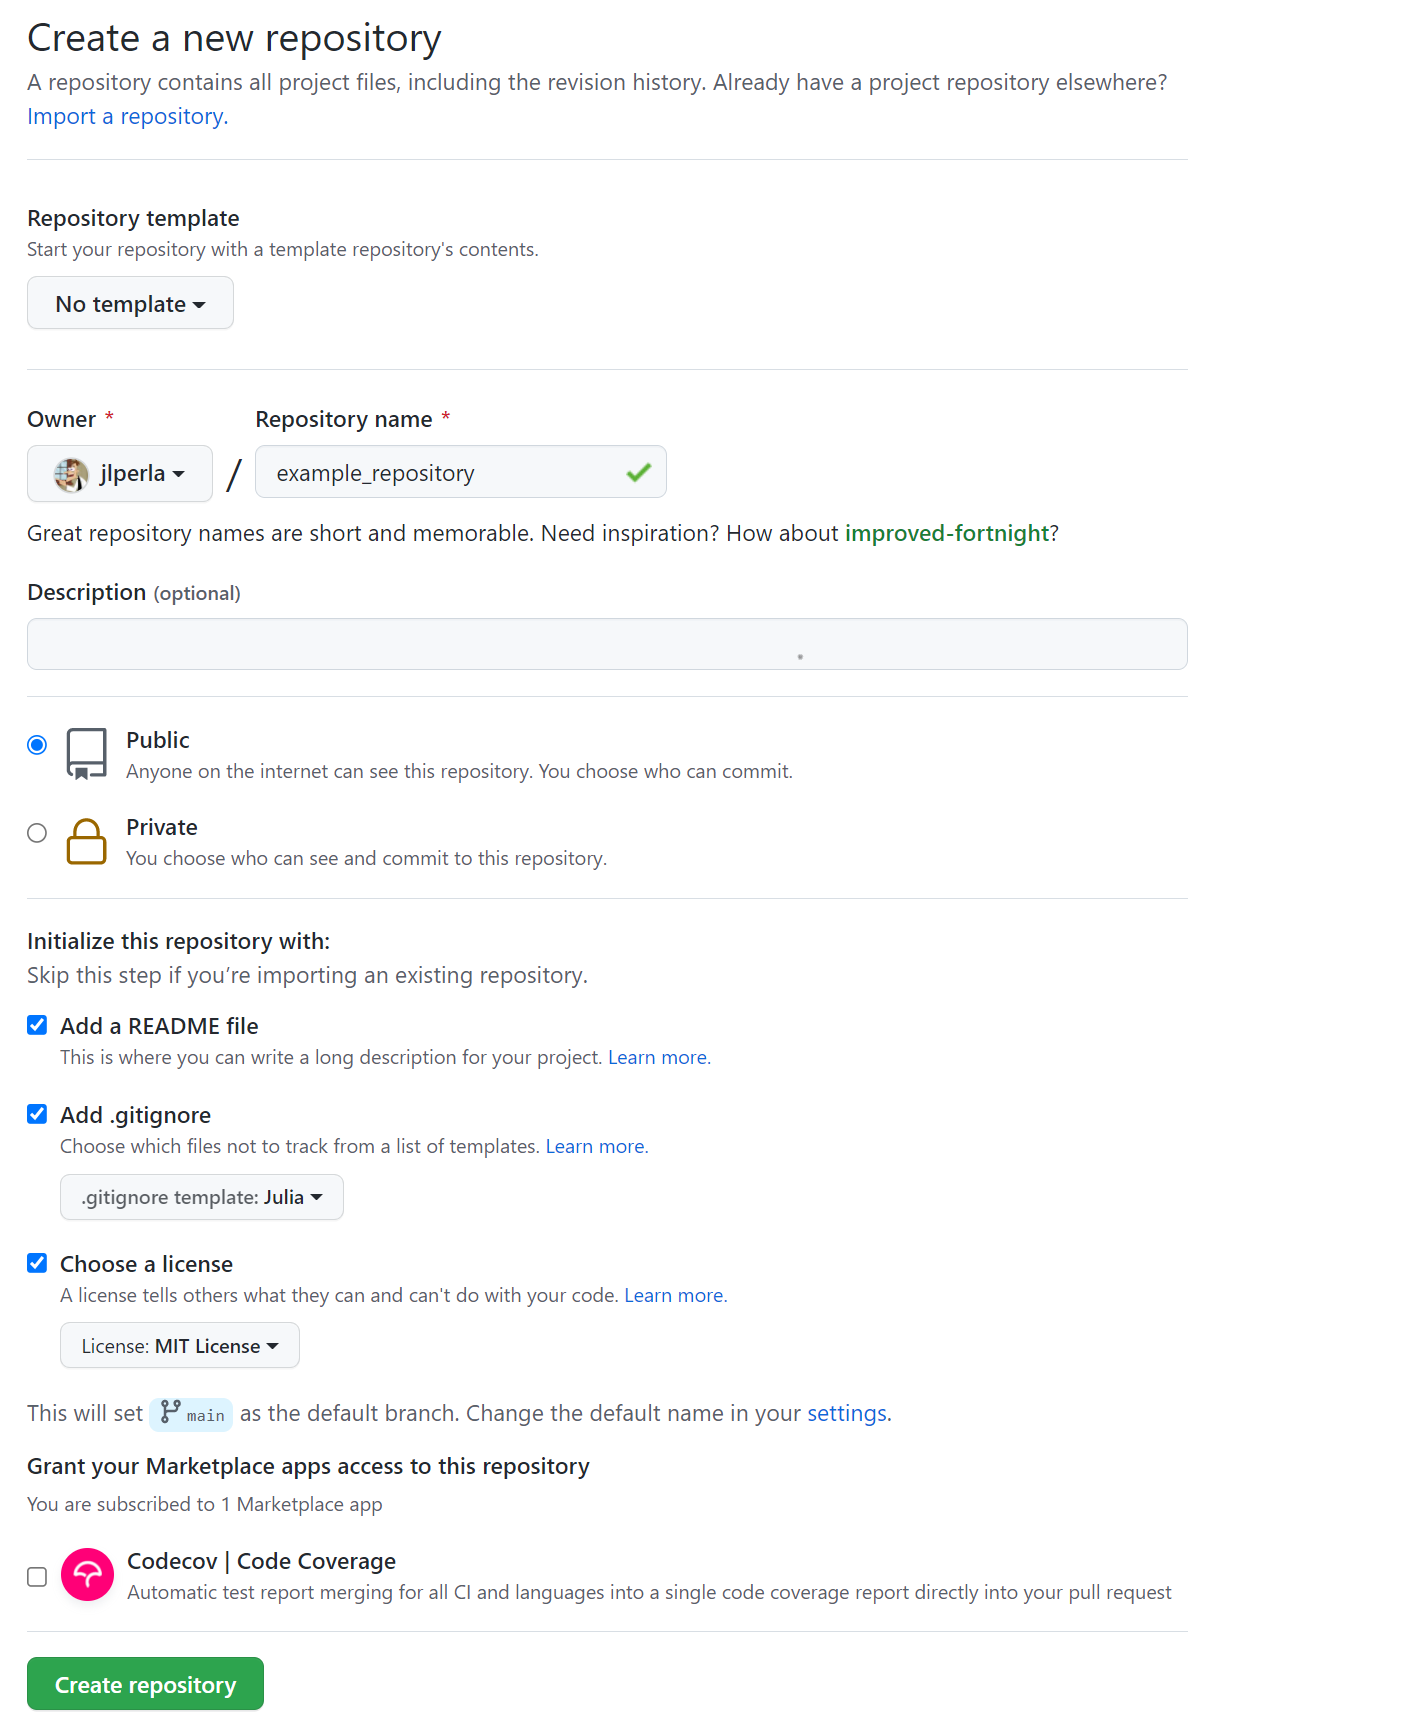 Create a new repository
A repository contains all project files, including the revision history. Already have a project repository elsewhere?
Import a repository.
Repository template
Start your repository with a template repository's contents.
No template
Owner *
Repository name *
jlperla
/
example_repository
Great repository names are short and memorable. Need inspiration? How about improved-fortnight?
Description (optional)
Public
Anyone on the internet can see this repository. You choose who can commit.
Private
You choose who can see and commit to this repository.
Initialize this repository with:
Skip this step if you’re importing an existing repository.
Add a README file
This is where you can write a long description for your project. Learn more.
Add .gitignore
Choose which files not to track from a list of templates. Learn more.
.gitignore template: Julia
Choose a license
A license tells others what they can and can't do with your code. Learn more.
License: MIT License
This will set main as the default branch. Change the default name in your settings.
Grant your Marketplace apps access to this repository
You are subscribed to 1 Marketplace app
Codecov | Code Coverage
Automatic test report merging for all CI and languages into a single code coverage report directly into your pull request
Create repository